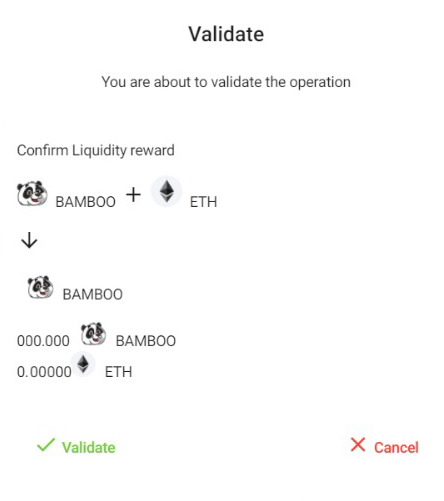 Validate
You are about to validate the operation
Confirm Liquidity reward
BAMBOO + ETH
BAMBOO
000.000 BAMBOO
0.00000 ETH
Validate Cancel